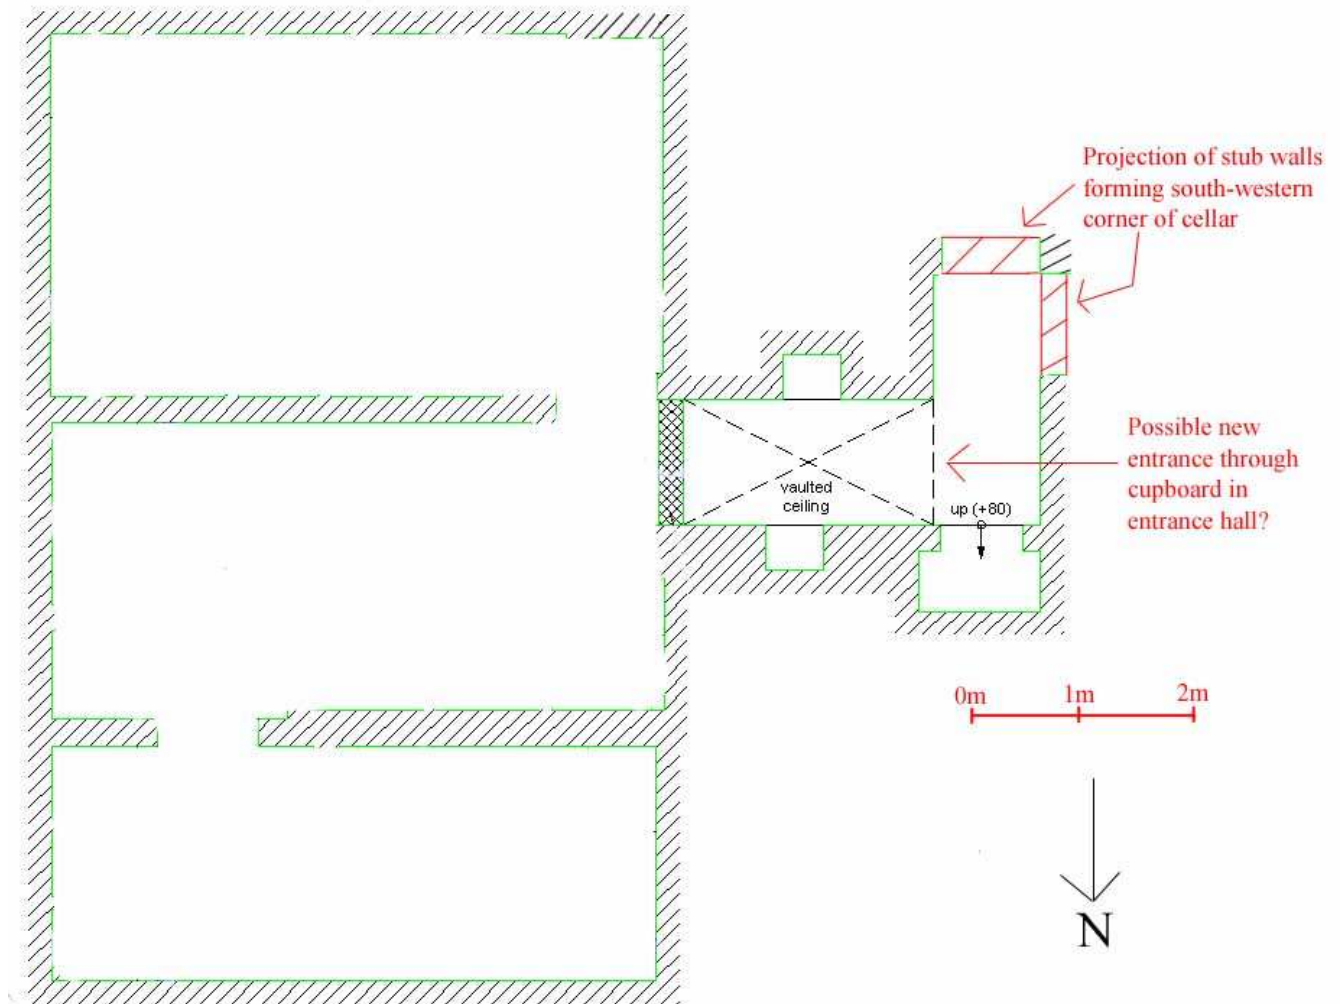 Projection of stub walls
forming south-western
corner of cellar
Possible new
entrance through
cupboard in
entrance hall?
vaulted
ceiling
up (+80)
0m 1m 2m
N